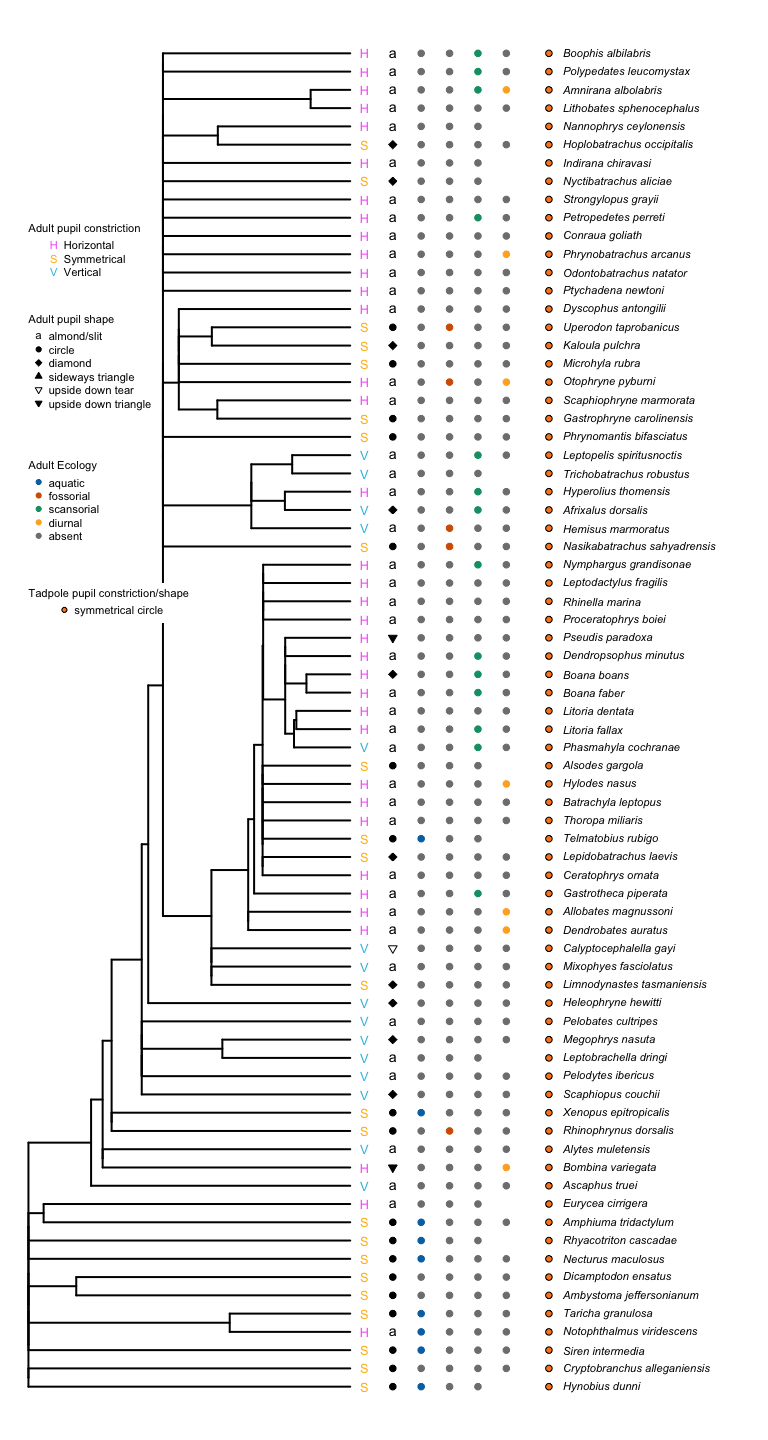 H a Boophis albilabris
H a Polypedates leucomystax
H a Amnirana albolabris
H a Lithobates sphenocephalus
H a Nannophrys ceylonensis
S Hoplobatrachus occipitalis
H a Indirana chiravasi
S Nyctibatrachus aliciae
H a Strongylopus grayii
H a Petropedetes perreti
Adult pupil constriction
H Horizontal
S Symmetrical
V Vertical
H a Conraua goliath
H a Phrynobatrachus arcanus
H a Odontobatrachus natator
H a Ptychadena newtoni
H a Dyscophus antongilii
Adult pupil shape
a almond/slit
circle
diamond
sideways triangle
upside down tear
upside down triangle
S Uperodon taprobanicus
S Kaloula pulchra
S Microhyla rubra
H a Otophryne pyburni
H a Scaphiophryne marmorata
S Gastrophryne carolinensis
S Phrynomantis bifasciatus
V a Leptopelis spiritusnoctis
Adult Ecology
aquatic
fossorial
scansorial
diurnal
absent
V a Trichobatrachus robustus
H a Hyperolius thomensis
V Afrixalus dorsalis
V a Hemisus marmoratus
S Nasikabatrachus sahyadrensis
H a Nymphargus grandisonae
H a Leptodactylus fragilis
Tadpole pupil constriction/shape
symmetrical circle
H a Rhinella marina
H a Proceratophrys boiei
H Pseudis paradoxa
H a Dendropsophus minutus
H Boana boans
H a Boana faber
H a Litoria dentata
H a Litoria fallax
V a Phasmahyla cochranae
S Alsodes gargola
H a Hylodes nasus
H a Batrachyla leptopus
H a Thoropa miliaris
S Telmatobius rubigo
S Lepidobatrachus laevis
H a Ceratophrys ornata
H a Gastrotheca piperata
H a Allobates magnussoni
H a Dendrobates auratus
V Calyptocephalella gayi
V a Mixophyes fasciolatus
S Limnodynastes tasmaniensis
V Heleophryne hewitti
V a Pelobates cultripes
V Megophrys nasuta
V a Leptobrachella dringi
V a Pelodytes ibericus
V Scaphiopus couchii
S Xenopus epitropicalis
S Rhinophrynus dorsalis
V a Alytes muletensis
H Bombina variegata
V a Ascaphus truei
H a Eurycea cirrigera
S Amphiuma tridactylum
S Rhyacotriton cascadae
S Necturus maculosus
S Dicamptodon ensatus
S Ambystoma jeffersonianum
S Taricha granulosa
H a Notophthalmus viridescens
S Siren intermedia
S Cryptobranchus alleganiensis
S Hynobius dunni